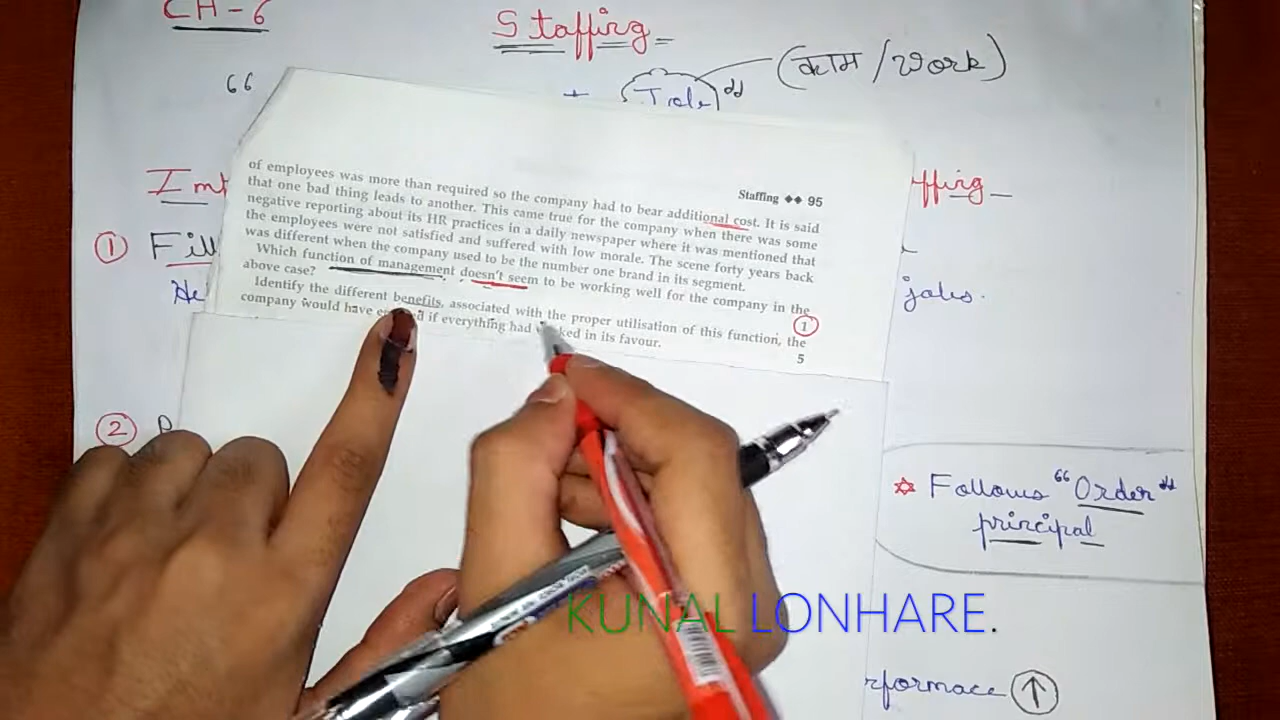 CH-6
Staffing
(काम / Work)
Imt
ffing
① Fill
jobs.
Staffing ◆◆ 95
of employees was more than required so the company had to bear additional cost. It is said
that one bad thing leads to another. This came true for the company when there was some
negative reporting about its HR practices in a daily newspaper where it was mentioned that
the employees were not satisfied and suffered with low morale. The scene forty years back
was different when the company used to be the number one brand in its segment.
Which function of management doesn't seem to be working well for the company in the
above case?
1
Identify the different benefits, associated with the proper utilisation of this function, the
company would have if everything had in its favour.
5
②
✡ Follows "Order"
principal
rformace ↑
KUNAL LONHARE.